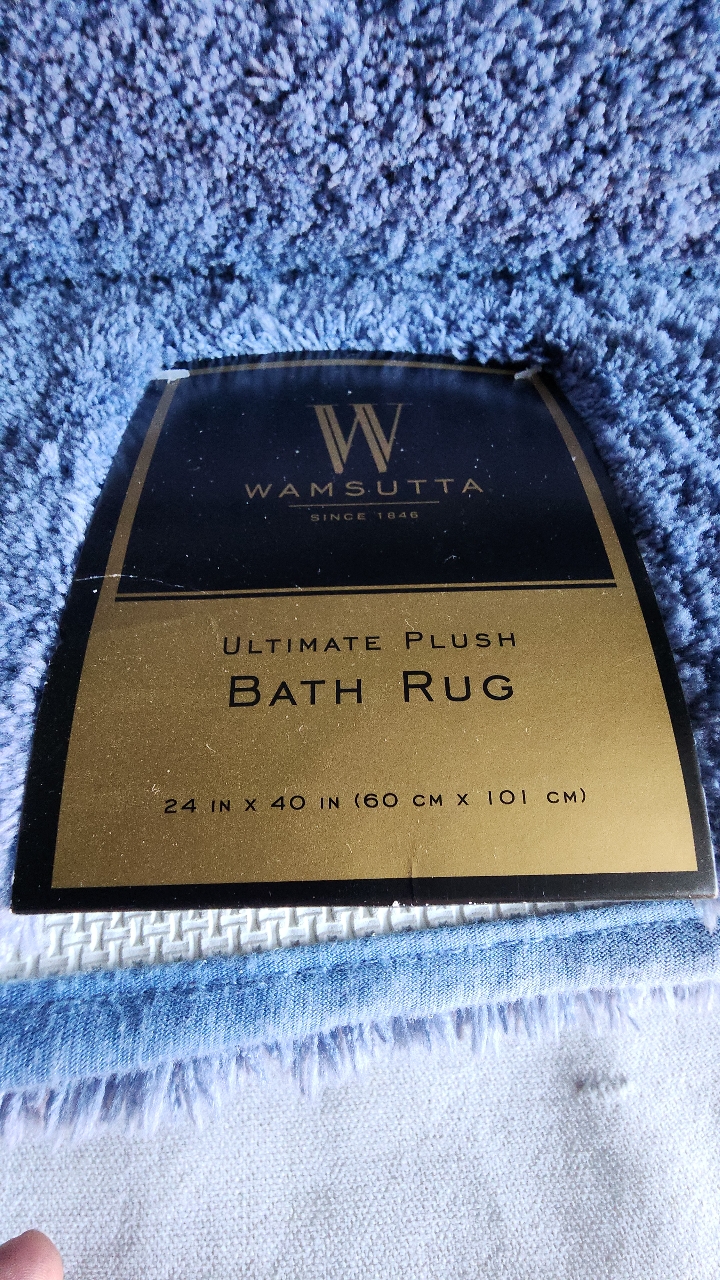 W
WAMSUTTA
SINCE 1846
ULTIMATE PLUSH
BATH RUG
24 IN X 40 IN (60 CM X 101 CM)